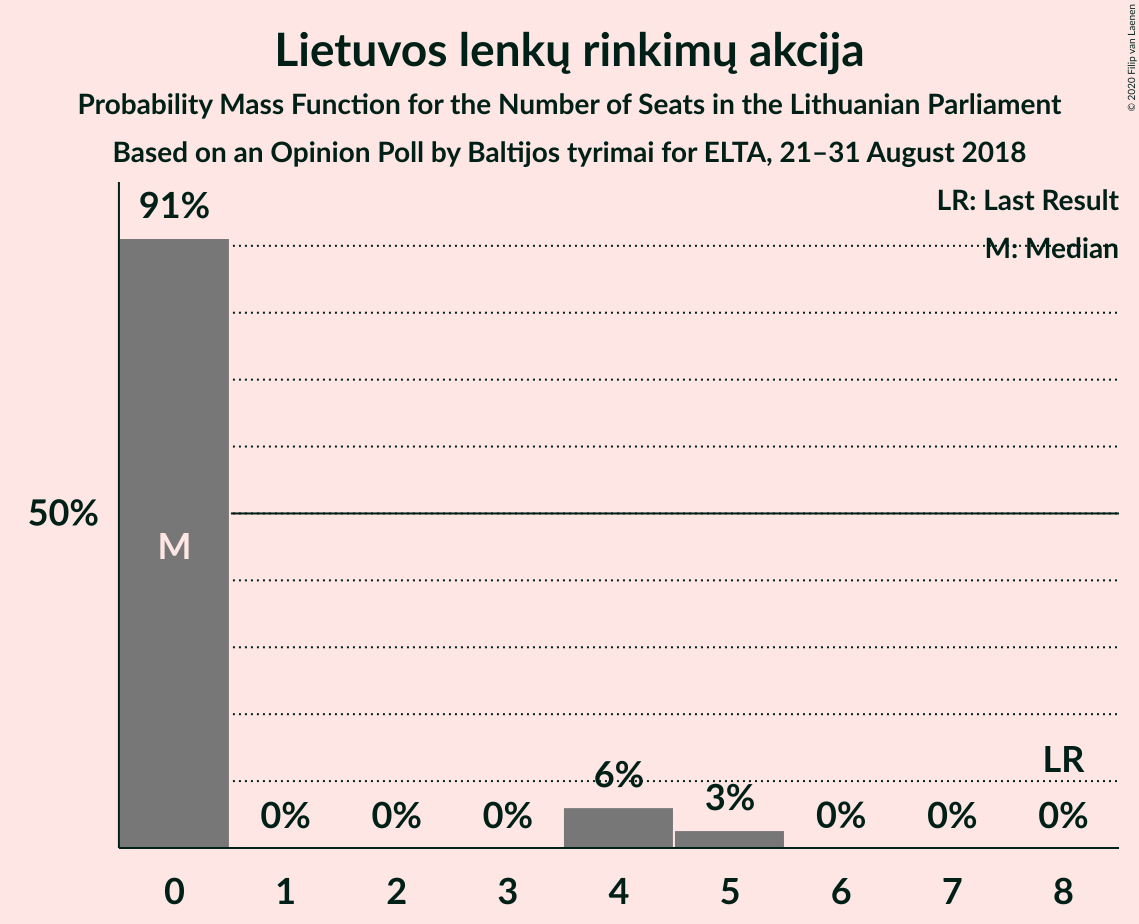 Lietuvos lenkų rinkimų akcija
Probability Mass Function for the Number of Seats in the Lithuanian Parliament
Based on an Opinion Poll by Baltijos tyrimai for ELTA, 21–31 August 2018
© 2020 Filip van Laenen
LR: Last Result
M: Median
91%
50%
M
LR
6%
3%
0% 0% 0% 0% 0% 0%
0 1 2 3 4 5 6 7 8